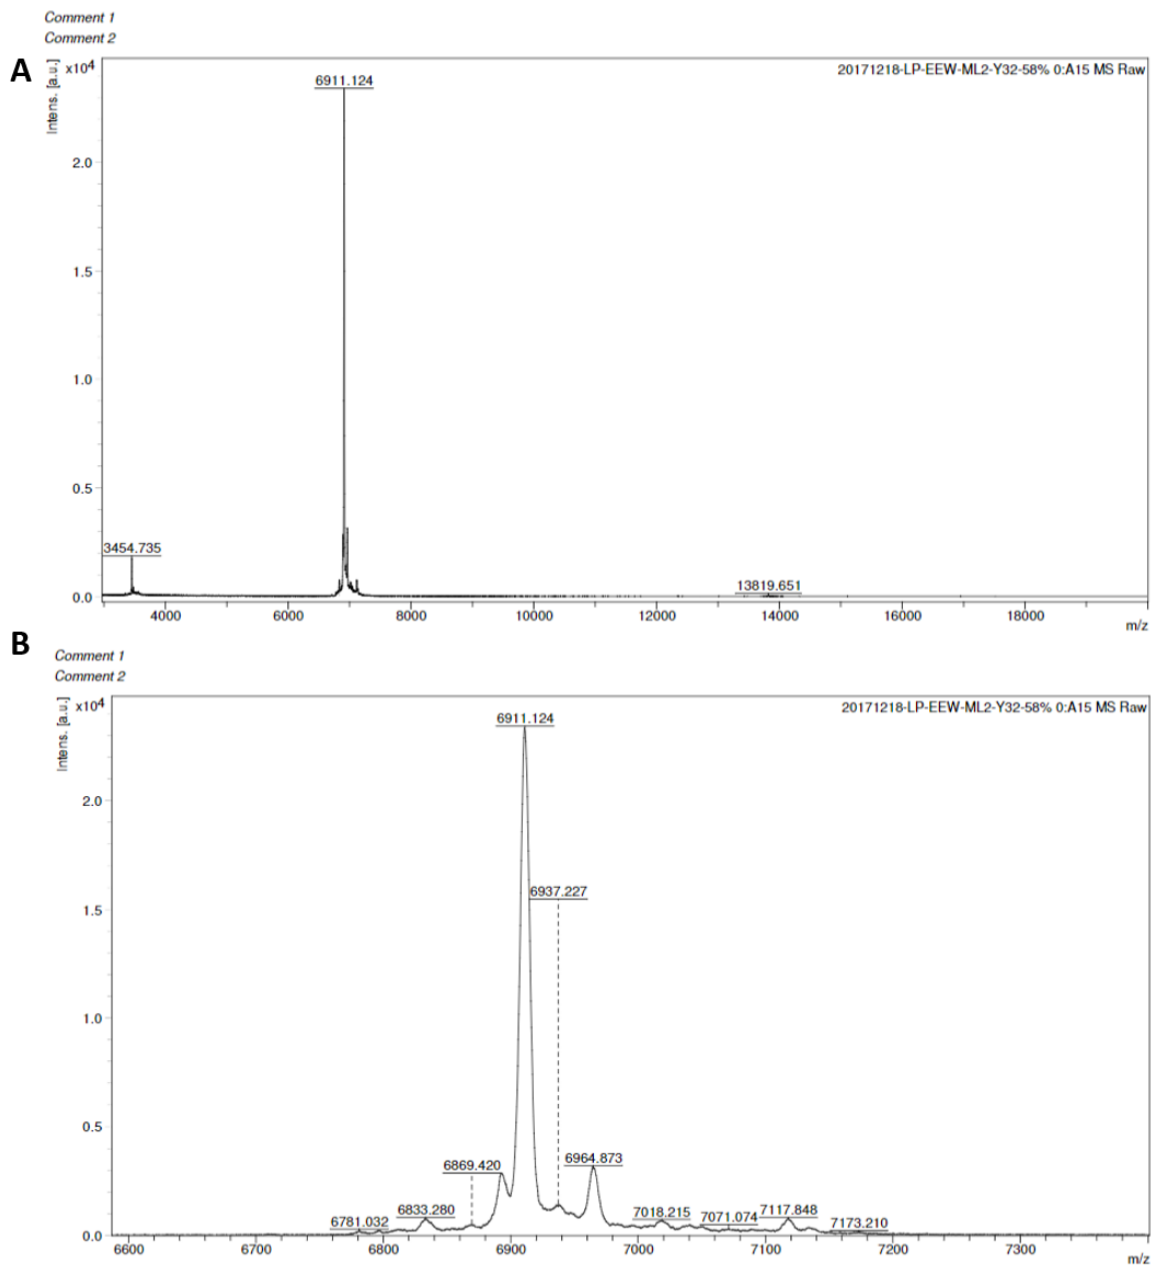 Comment 1
Comment 2
A
x10⁴
Intens. [a.u.]
20171218-LP-EEW-ML2-Y32-58% 0:A15 MS Raw
6911.124
2.0
1.5
1.0
0.5
3454.735
13819.651
0.0
4000 6000 8000 10000 12000 14000 16000 18000
m/z
B
Comment 1
Comment 2
x10⁴
Intens. [a.u.]
20171218-LP-EEW-ML2-Y32-58% 0:A15 MS Raw
6911.124
2.0
6937.227
1.5
1.0
0.5
6869.420 6964.873
6781.032 6833.280 7018.215 7071.074 7117.848 7173.210
0.0
6600 6700 6800 6900 7000 7100 7200 7300
m/z